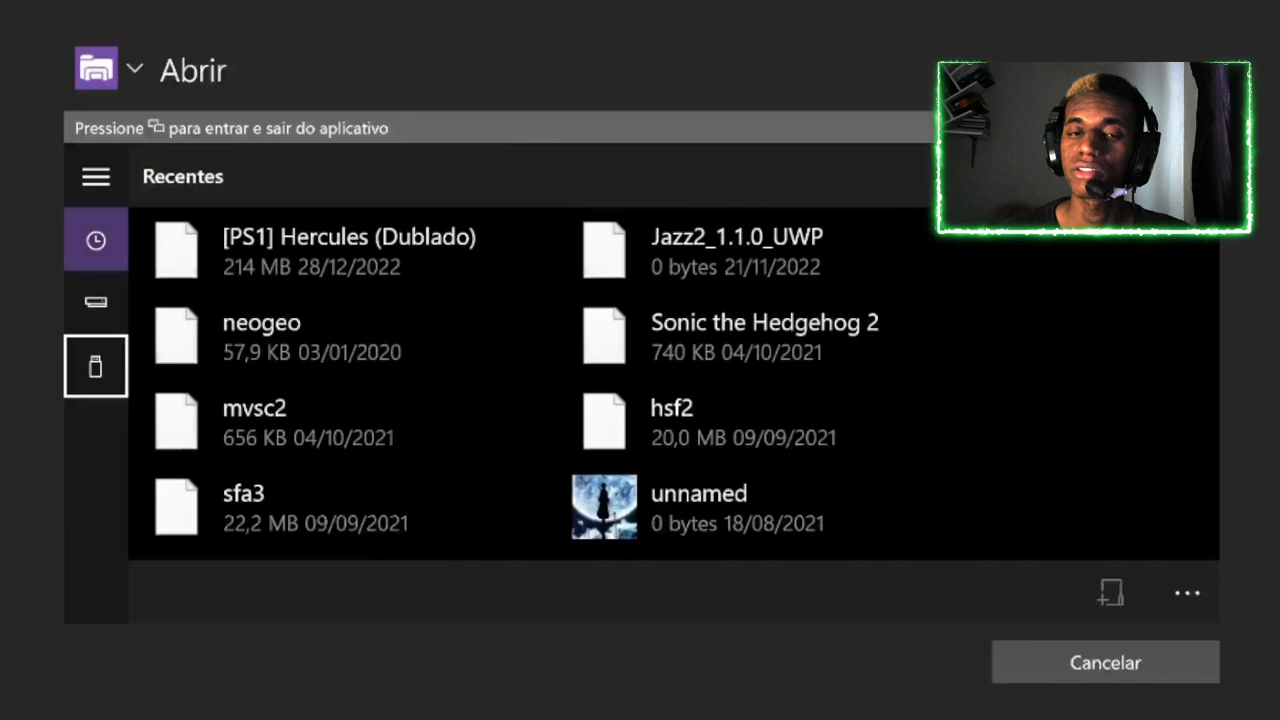 Abrir
Pressione para entrar e sair do aplicativo
Recentes
[PS1] Hercules (Dublado)
214 MB 28/12/2022
Jazz2_1.1.0_UWP
0 bytes 21/11/2022
neogeo
57,9 KB 03/01/2020
Sonic the Hedgehog 2
740 KB 04/10/2021
mvsc2
656 KB 04/10/2021
hsf2
20,0 MB 09/09/2021
sfa3
22,2 MB 09/09/2021
unnamed
0 bytes 18/08/2021
Cancelar